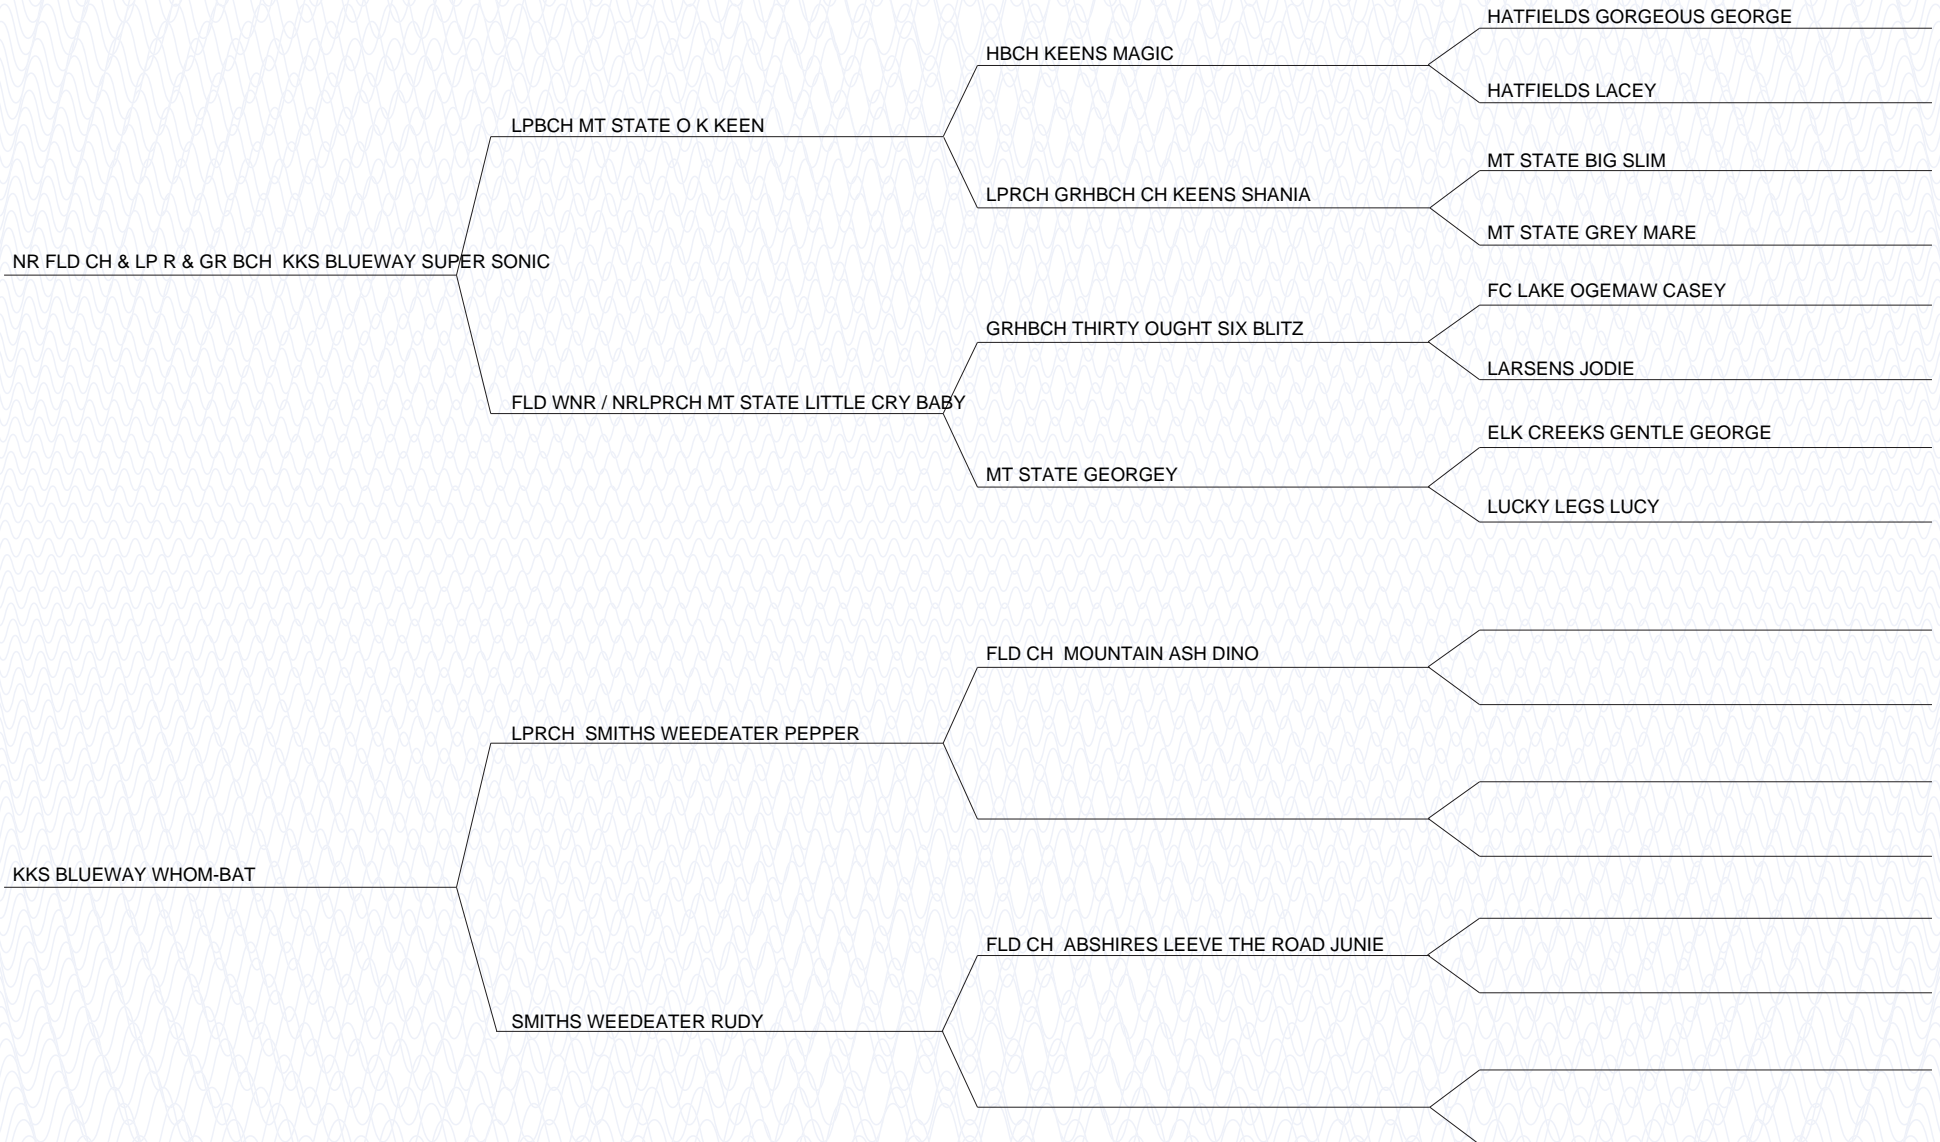 HATFIELDS GORGEOUS GEORGE
HBCH KEENS MAGIC
HATFIELDS LACEY
LPBCH MT STATE O K KEEN
MT STATE BIG SLIM
LPRCH GRHBCH CH KEENS SHANIA
MT STATE GREY MARE
NR FLD CH & LP R & GR BCH  KKS BLUEWAY SUPER SONIC
FC LAKE OGEMAW CASEY
GRHBCH THIRTY OUGHT SIX BLITZ
LARSENS JODIE
FLD WNR / NRLPRCH MT STATE LITTLE CRY BABY
ELK CREEKS GENTLE GEORGE
MT STATE GEORGEY
LUCKY LEGS LUCY
FLD CH  MOUNTAIN ASH DINO
LPRCH  SMITHS WEEDEATER PEPPER
KKS BLUEWAY WHOM-BAT
FLD CH  ABSHIRES LEEVE THE ROAD JUNIE
SMITHS WEEDEATER RUDY